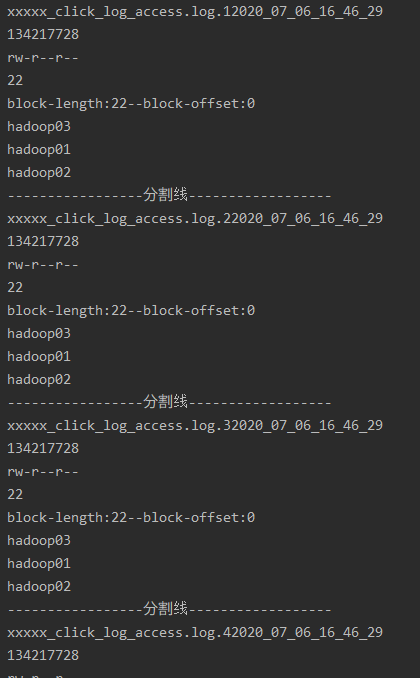 xxxxx_click_log_access.log.12020_07_06_16_46_29
134217728
rw-r--r--
22
block-length:22--block-offset:0
hadoop03
hadoop01
hadoop02
-----------------分割线------------------
xxxxx_click_log_access.log.22020_07_06_16_46_29
134217728
rw-r--r--
22
block-length:22--block-offset:0
hadoop03
hadoop01
hadoop02
-----------------分割线------------------
xxxxx_click_log_access.log.32020_07_06_16_46_29
134217728
rw-r--r--
22
block-length:22--block-offset:0
hadoop03
hadoop01
hadoop02
-----------------分割线------------------
xxxxx_click_log_access.log.42020_07_06_16_46_29
134217728